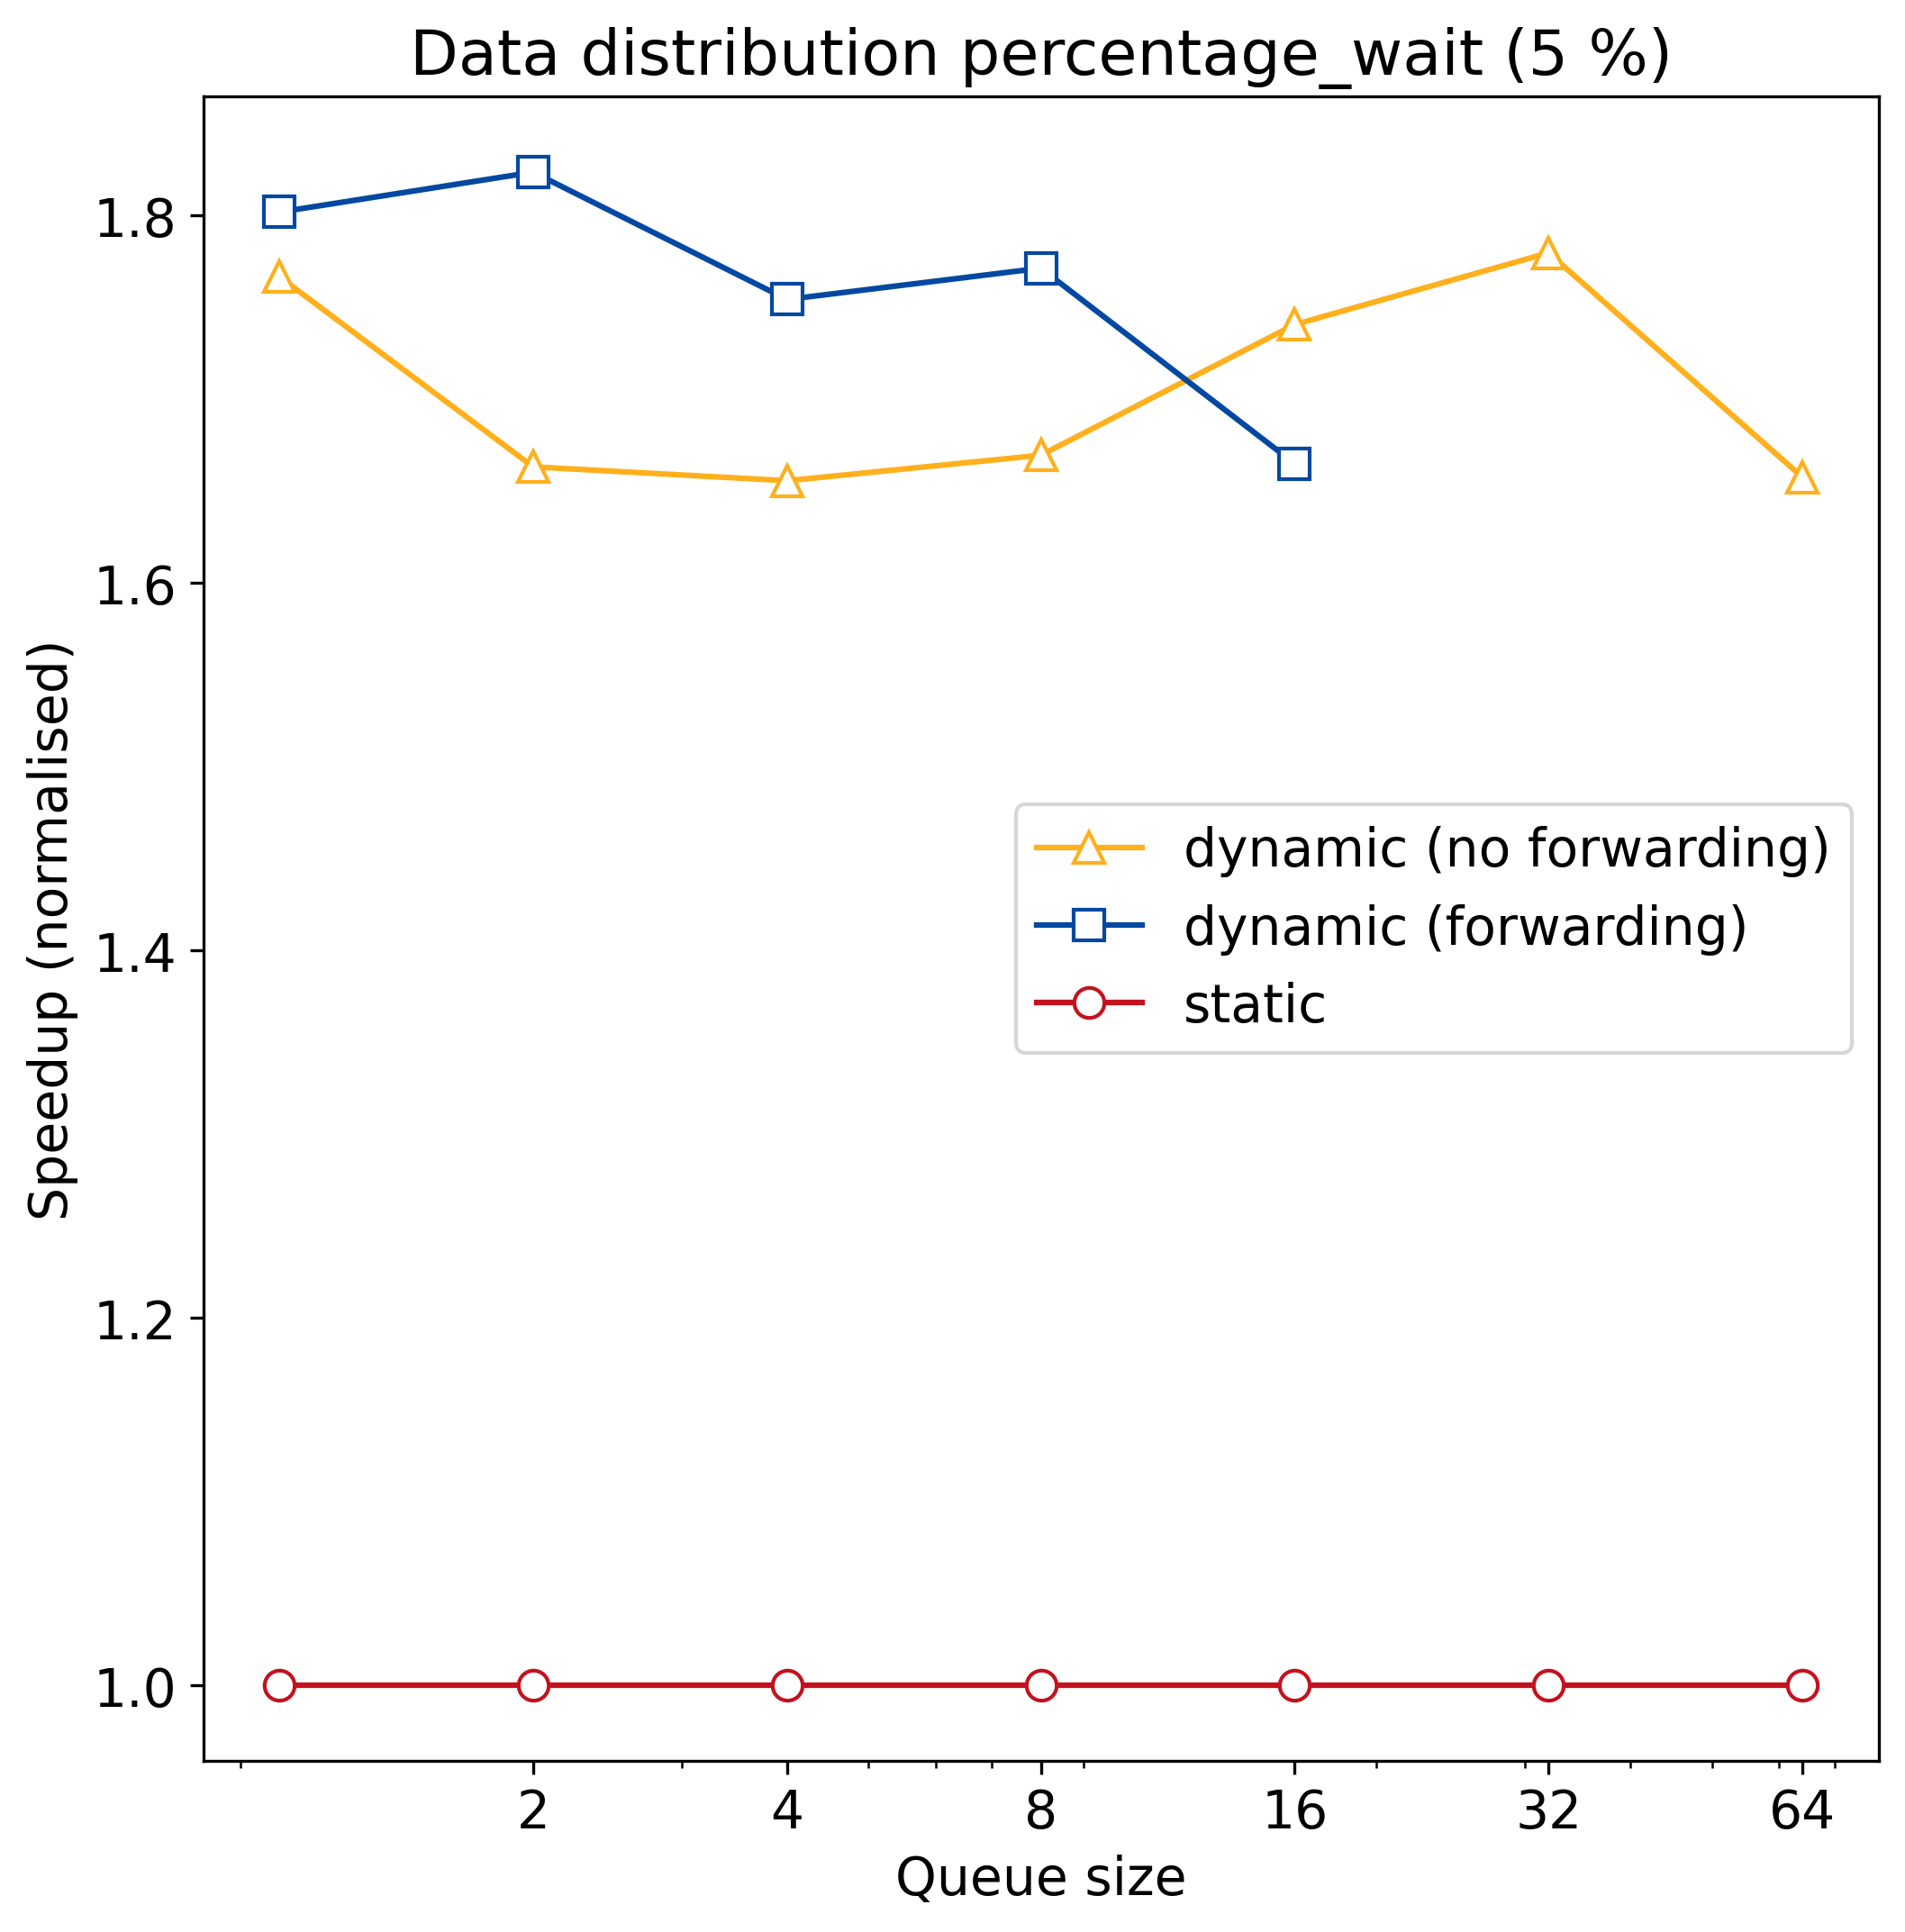 Data distribution percentage_wait (5 %)
Speedup (normalised)
1.8
1.6
1.4
1.2
1.0
dynamic (no forwarding)
dynamic (forwarding)
static
2 4 8 16 32 64
Queue size